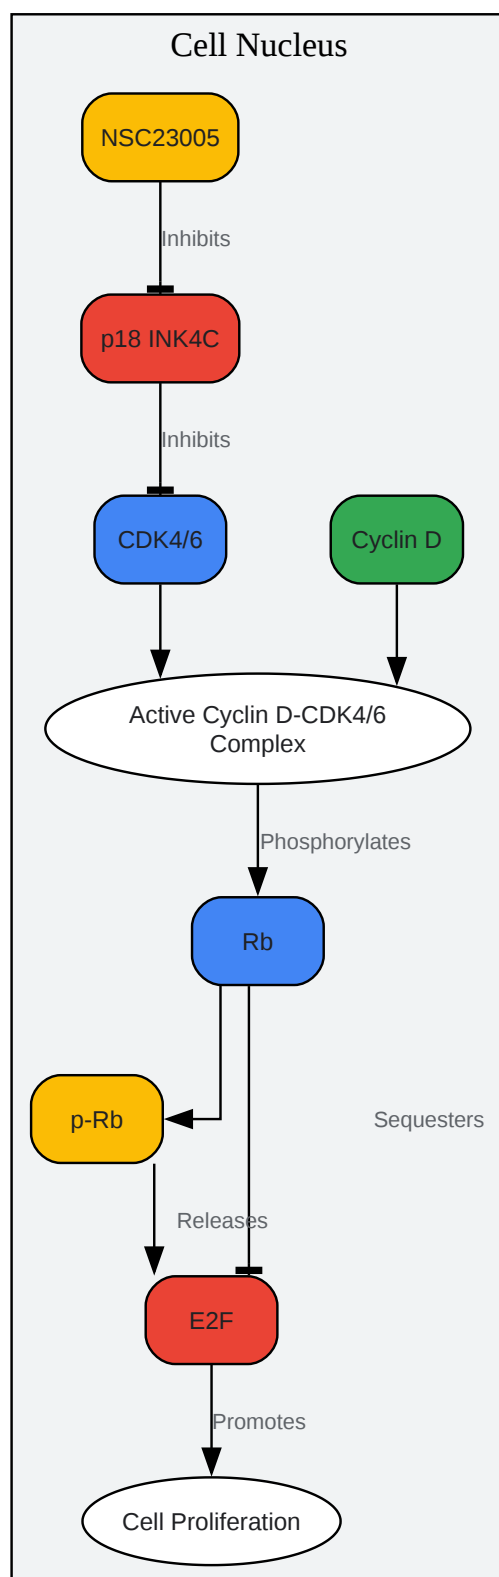 Cell Nucleus
NSC23005
Inhibits
p18 INK4C
Inhibits
CDK4/6
Cyclin D
Active Cyclin D-CDK4/6
Complex
Phosphorylates
Rb
p-Rb
Sequesters
Releases
E2F
Promotes
Cell Proliferation